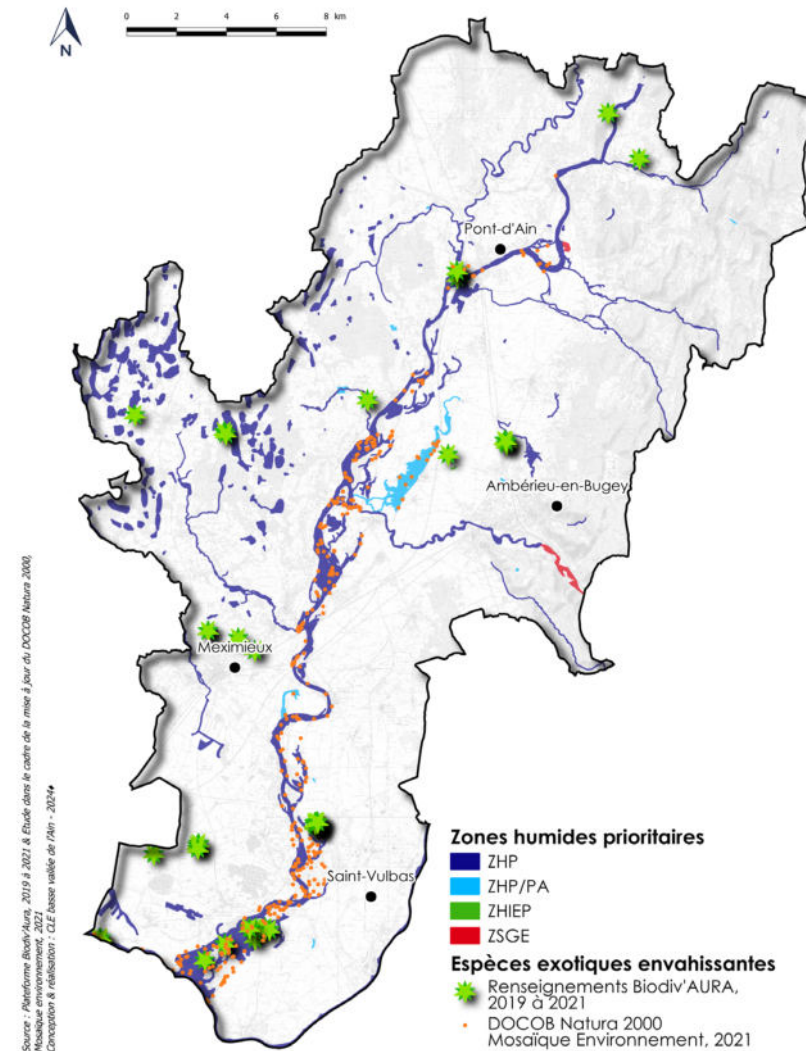 0 2 4 6 8 km
N
Pont-d'Ain
Ambérieu-en-Bugey
Meximieux
Saint-Vulbas
Zones humides prioritaires
ZHP
ZHP/PA
ZHIEP
ZSGE
Espèces exotiques envahissantes
Renseignements Biodiv'AURA,
2019 à 2021
DOCOB Natura 2000
Mosaïque Environnement, 2021
Source : Plateforme Biodiv'Aura, 2019 à 2021 & Etude dans le cadre de la mise à jour du DOCOB Natura 2000,
Mosaïque environnement, 2021
Conception & réalisation : CLE basse vallée de l'Ain - 2024